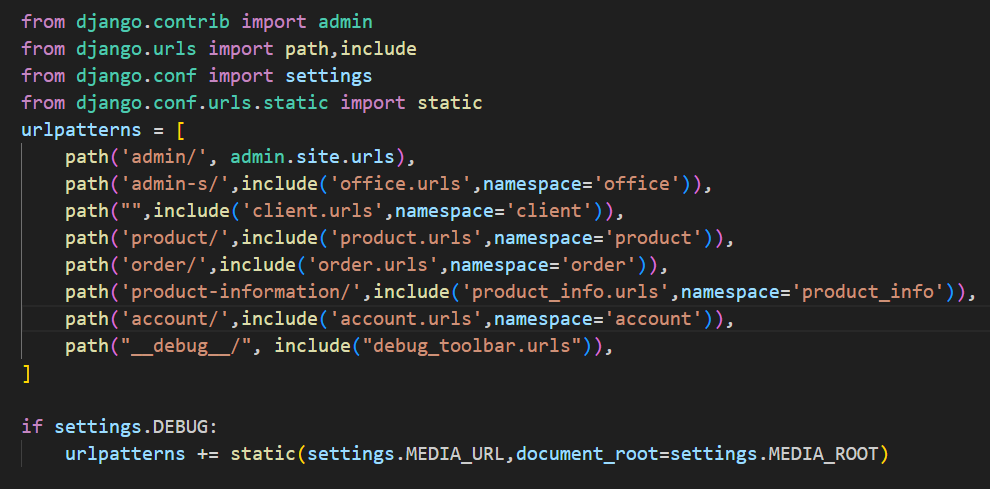 from django.contrib import admin
from django.urls import path,include
from django.conf import settings
from django.conf.urls.static import static
urlpatterns = [
    path('admin/', admin.site.urls),
    path('admin-s/',include('office.urls',namespace='office')),
    path("",include('client.urls',namespace='client')),
    path('product/',include('product.urls',namespace='product')),
    path('order/',include('order.urls',namespace='order')),
    path('product-information/',include('product_info.urls',namespace='product_info')),
    path('account/',include('account.urls',namespace='account')),
    path("__debug__/", include("debug_toolbar.urls")),
]

if settings.DEBUG:
    urlpatterns += static(settings.MEDIA_URL,document_root=settings.MEDIA_ROOT)